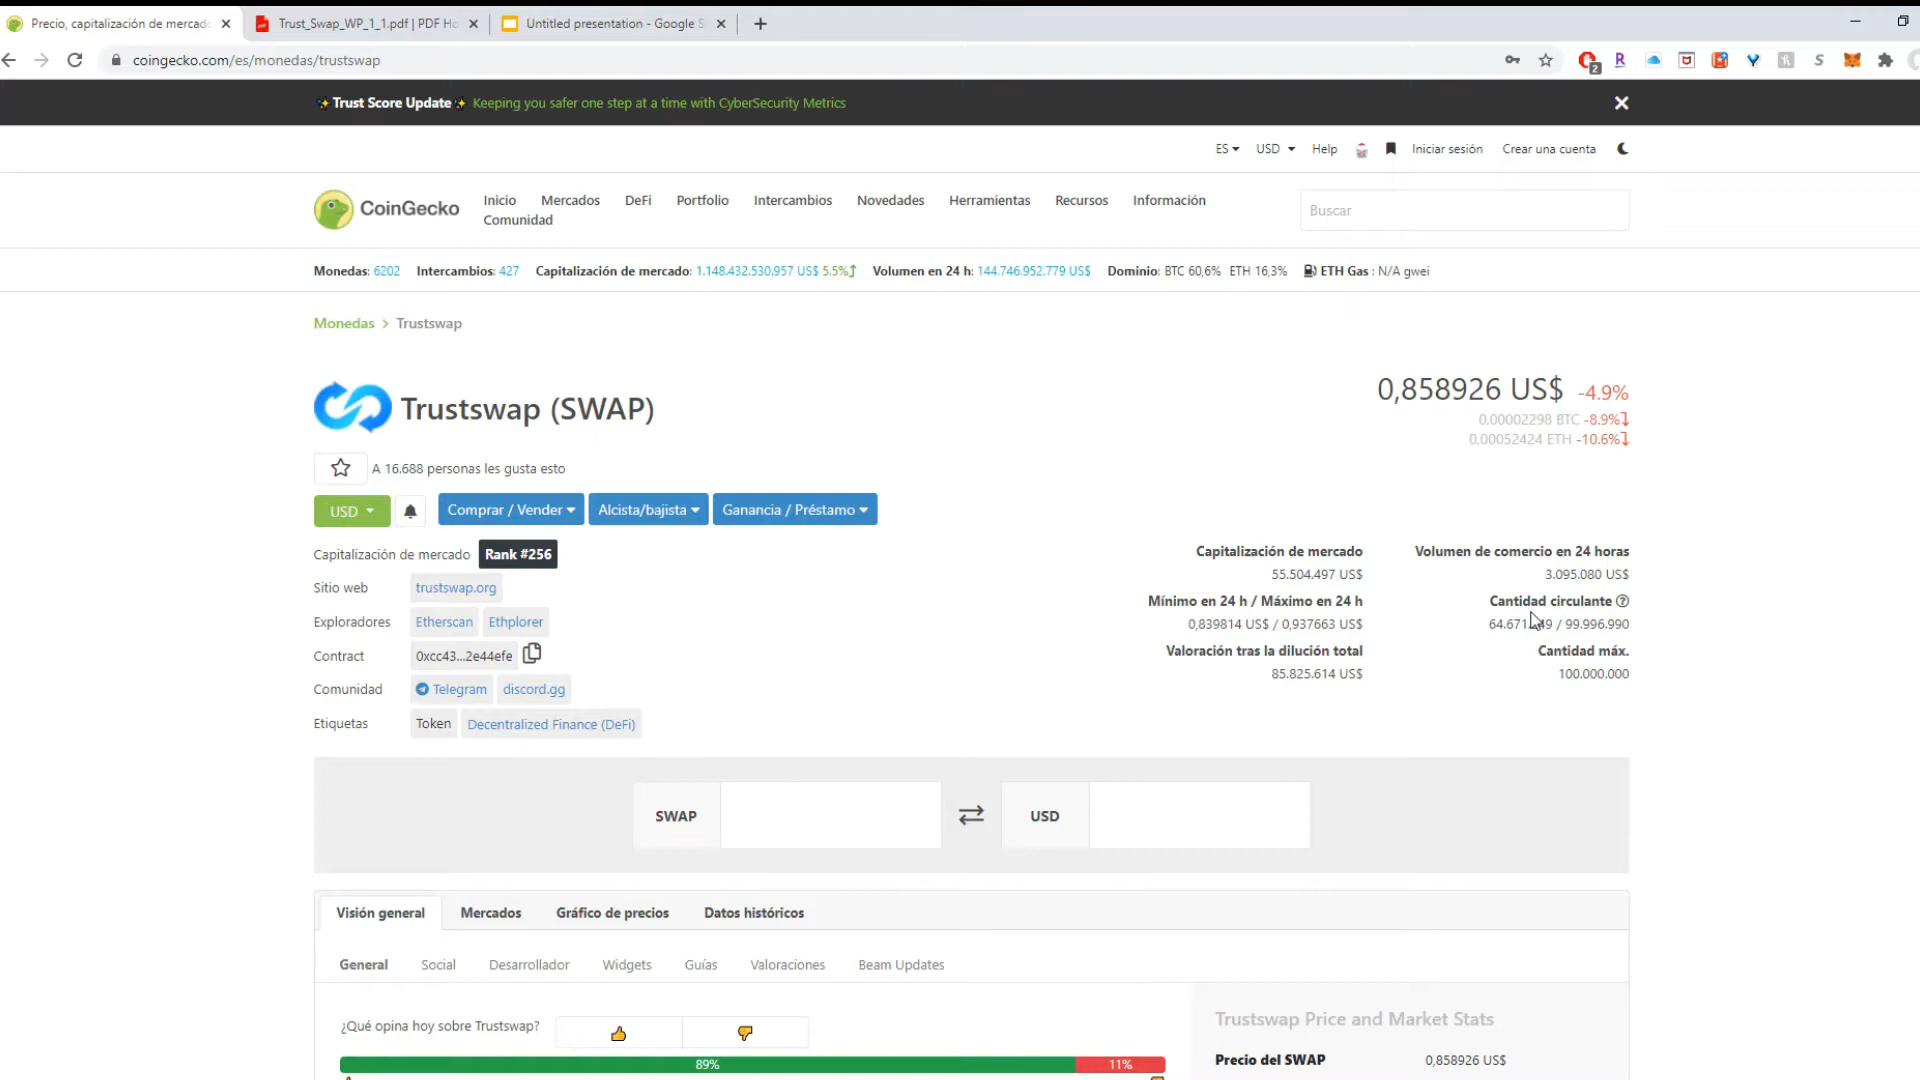 Precio, capitalización de mercado
Trust_Swap_WP_1_1.pdf | PDF Ho
Untitled presentation - Google S
coingecko.com/es/monedas/trustswap
2
Trust Score Update Keeping you safer one step at a time with CyberSecurity Metrics
ES USD Help Iniciar sesión Crear una cuenta
CoinGecko
Inicio Mercados DeFi Portfolio Intercambios Novedades Herramientas Recursos Información
Comunidad
Buscar
Monedas: 6202 Intercambios: 427 Capitalización de mercado: 1.148.432.530.957 US$ 5.5% Volumen en 24 h: 144.746.952.779 US$ Dominio: BTC 60,6% ETH 16,3% ETH Gas : N/A gwei
Monedas > Trustswap
Trustswap (SWAP)
0,858926 US$ -4.9%
0,00002298 BTC -8.9%
0,00052424 ETH -10.6%
A 16.688 personas les gusta esto
USD Comprar / Vender Alcista/bajista Ganancia / Préstamo
Capitalización de mercado Rank #256
Sitio web trustswap.org
Exploradores Etherscan Ethplorer
Contract 0xcc43...2e44efe
Comunidad Telegram discord.gg
Etiquetas Token Decentralized Finance (DeFi)
Capitalización de mercado
55.504.497 US$
Mínimo en 24 h / Máximo en 24 h
0,839814 US$ / 0,937663 US$
Valoración tras la dilución total
85.825.614 US$
Volumen de comercio en 24 horas
3.095.080 US$
Cantidad circulante
/ 99.996.990
Cantidad máx.
100.000.000
SWAP USD
Visión general Mercados Gráfico de precios Datos históricos
General Social Desarrollador Widgets Guías Valoraciones Beam Updates
¿Qué opina hoy sobre Trustswap?
89% 11%
Trustswap Price and Market Stats
Precio del SWAP 0,858926 US$